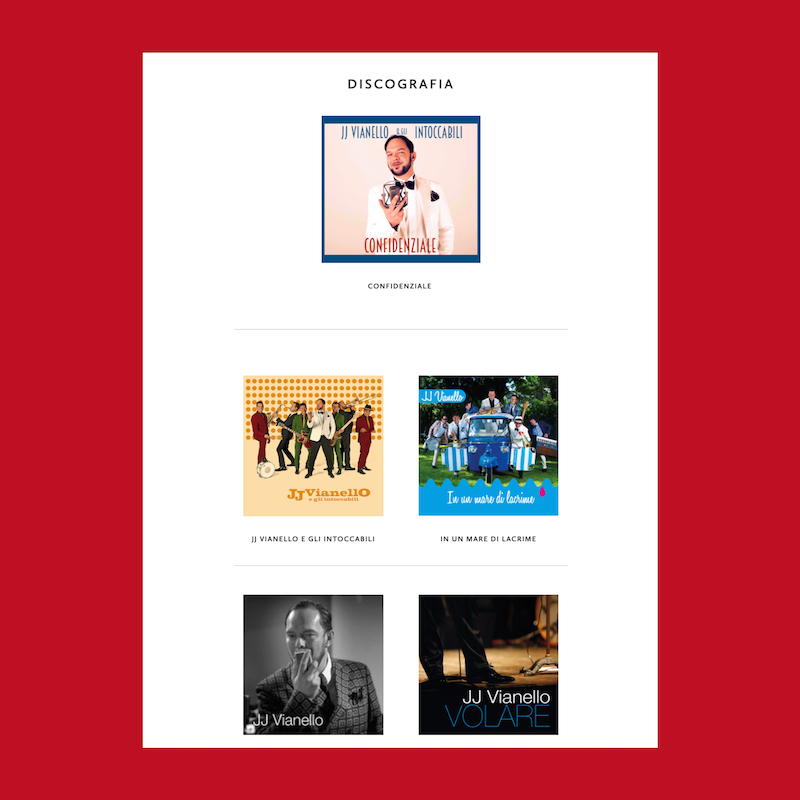 DISCOGRAFIA
JJ VIANELLO E GLI INTOCCABILI
CONFIDENZIALE
CONFIDENZIALE
JJ VianellO
e gli intoccabili
JJ Vianello
In un mare di lacrime
JJ VIANELLO E GLI INTOCCABILI
IN UN MARE DI LACRIME
JJ Vianello
JJ Vianello
VOLARE